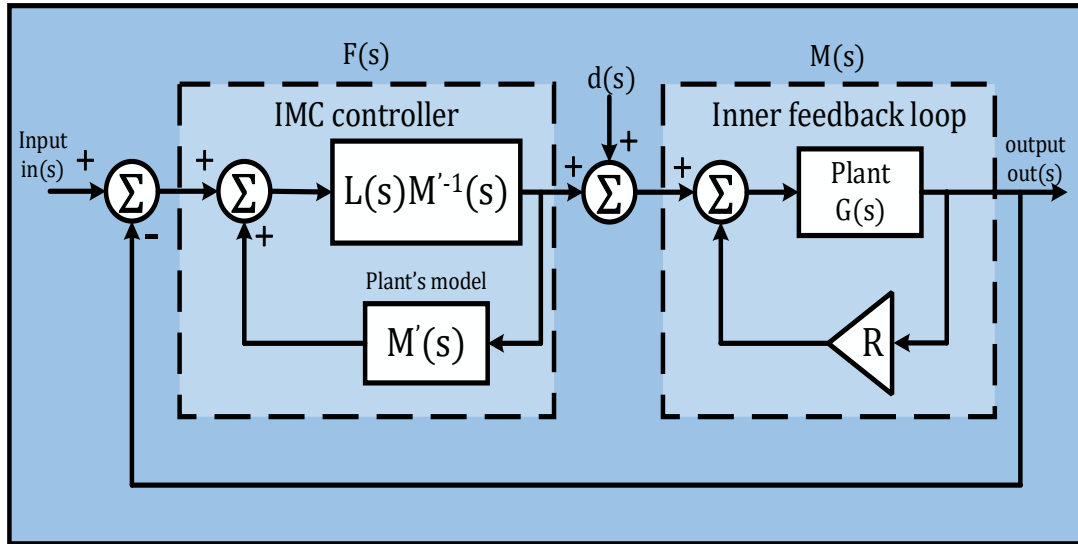 F(s)
M(s)
d(s)
IMC controller
Inner feedback loop
Input
in(s)
output
out(s)
+
+
+
+
+
Σ
Σ
L(s)M'⁻¹(s)
Σ
Σ
Plant
G(s)
-
+
Plant's model
M'(s)
R